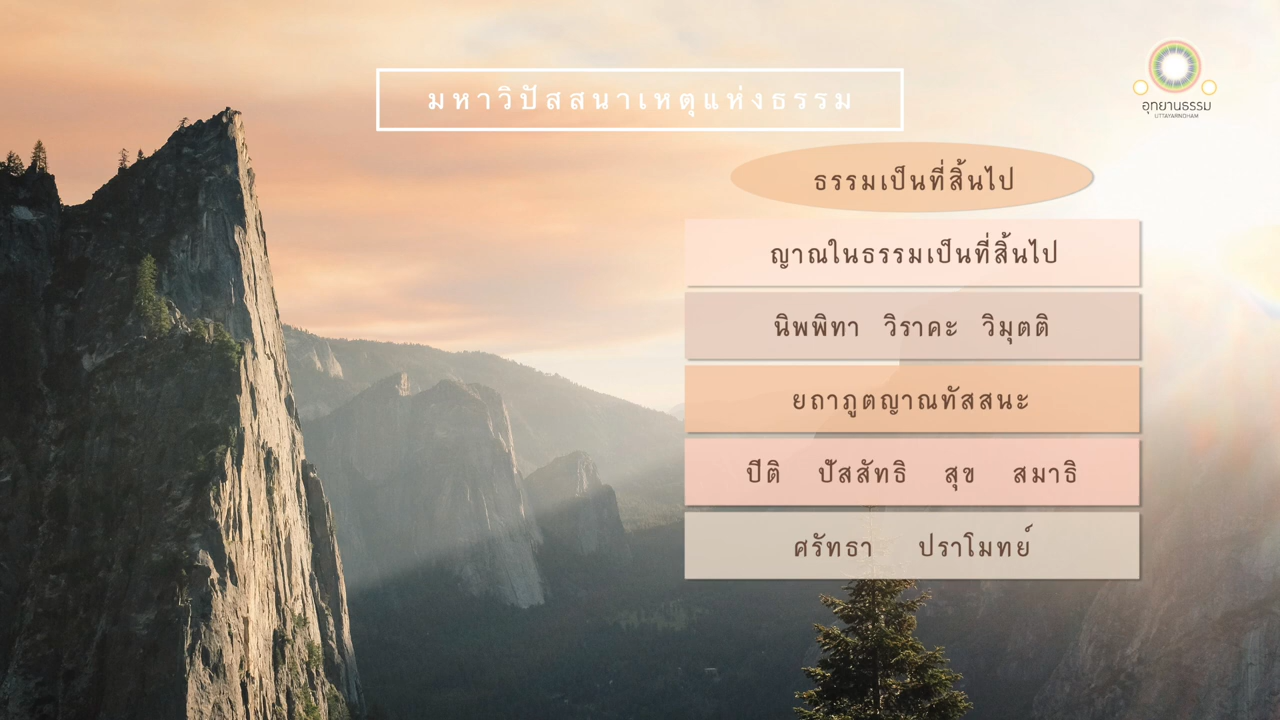 มหาวิปัสสนาเหตุแห่งธรรม
อุทยานธรรม
UTTAYARNDHAM
ธรรมเป็นที่สิ้นไป
ญาณในธรรมเป็นที่สิ้นไป
นิพพิทา วิราคะ วิมุตติ
ยถาภูตญาณทัสสนะ
ปีติ ปัสสัทธิ สุข สมาธิ
ศรัทธา ปราโมทย์